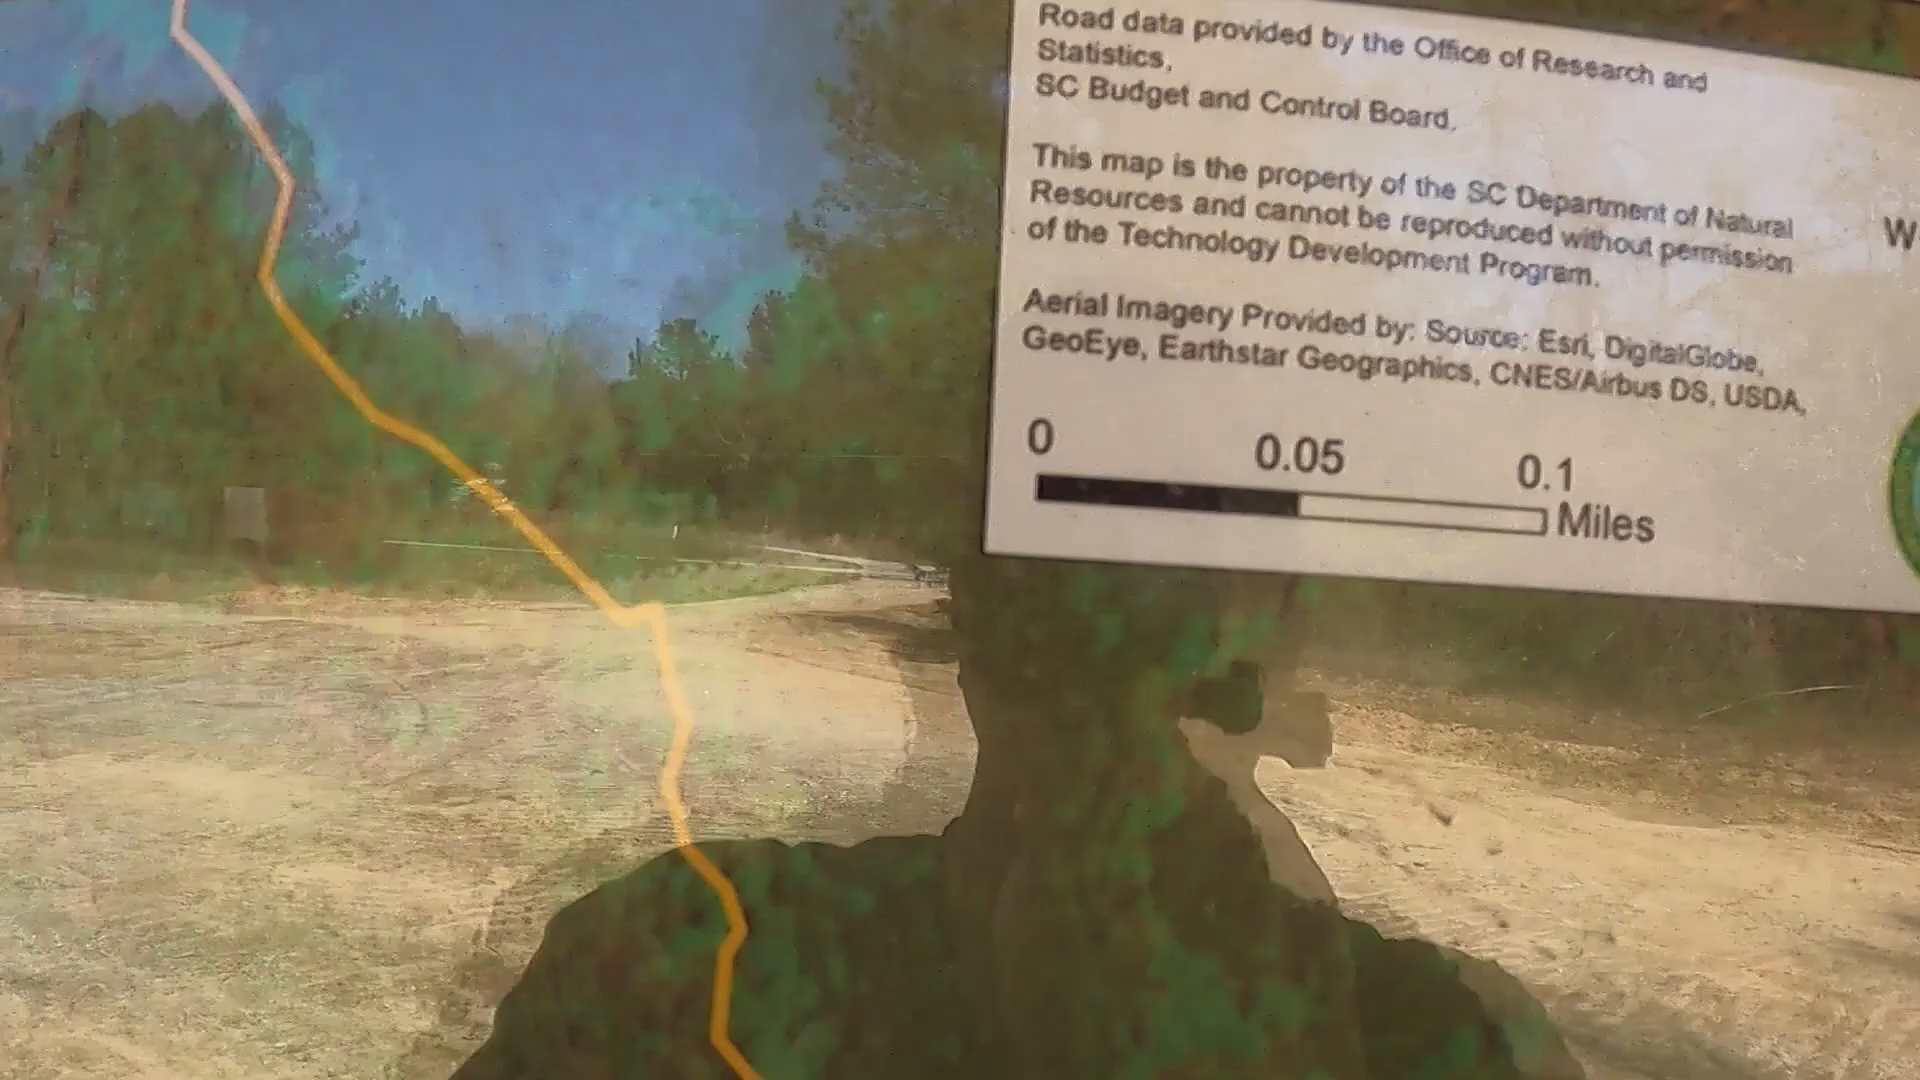 Road data provided by the Office of Research and
Statistics,
SC Budget and Control Board.
This map is the property of the SC Department of Natural
Resources and cannot be reproduced without permission
of the Technology Development Program.
Aerial Imagery Provided by: Source: Esri, DigitalGlobe,
GeoEye, Earthstar Geographics, CNES/Airbus DS, USDA,
0 0.05 0.1
Miles
W